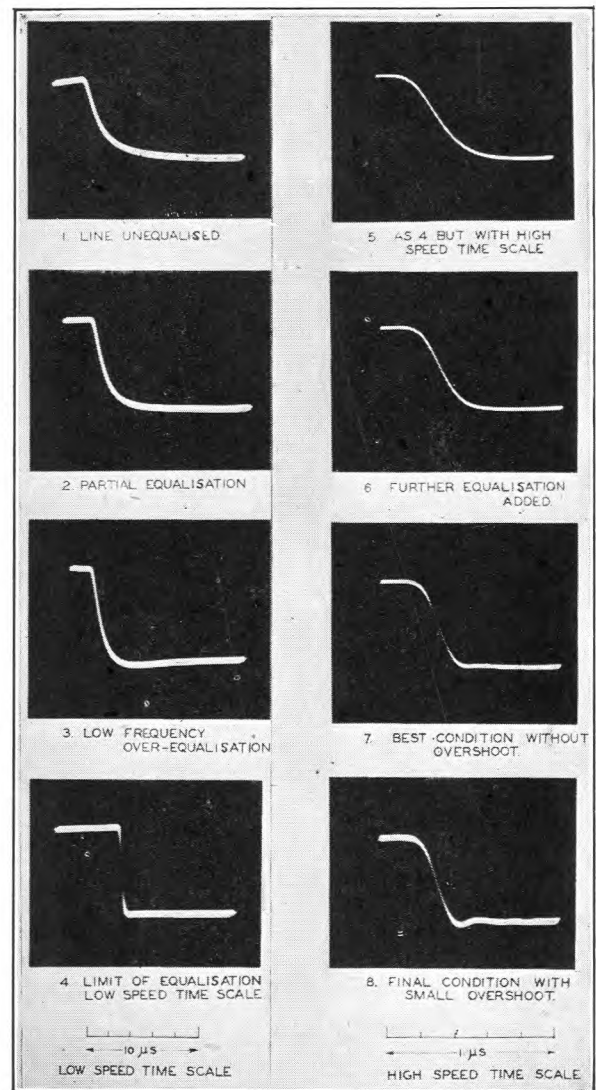 1. LINE UNEQUALISED
2. PARTIAL EQUALISATION
3. LOW FREQUENCY
OVER-EQUALISATION
4. LIMIT OF EQUALISATION
LOW SPEED TIME SCALE
10 µS
LOW SPEED TIME SCALE
5. AS 4 BUT WITH HIGH
SPEED TIME SCALE
6. FURTHER EQUALISATION
ADDED.
7. BEST CONDITION WITHOUT
OVERSHOOT.
8. FINAL CONDITION WITH
SMALL OVERSHOOT.
1 µS
HIGH SPEED TIME SCALE